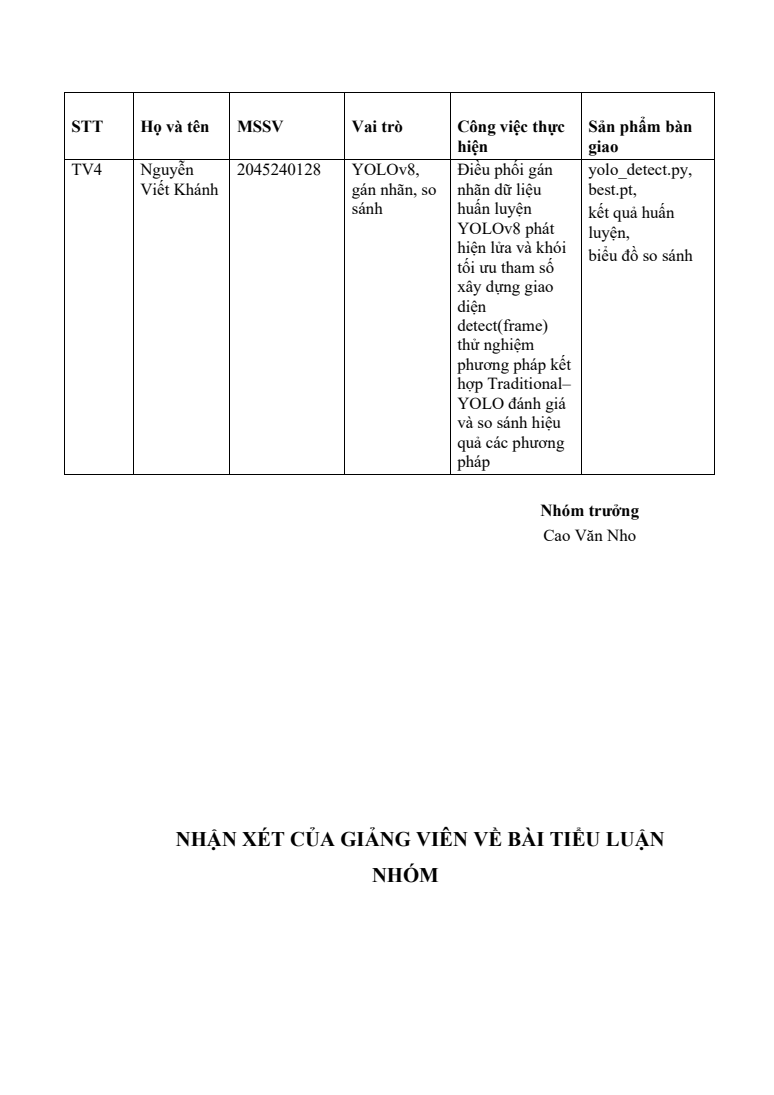 STT
Họ và tên
MSSV
Vai trò
Công việc thực
hiện
Sản phẩm bàn
giao
TV4
Nguyễn
Viết Khánh
2045240128
YOLOv8,
gán nhãn, so
sánh
Điều phối gán
nhãn dữ liệu
huấn luyện
YOLOv8 phát
hiện lửa và khói
tối ưu tham số
xây dựng giao
diện
detect(frame)
thử nghiệm
phương pháp kết
hợp Traditional–
YOLO đánh giá
và so sánh hiệu
quả các phương
pháp
yolo_detect.py,
best.pt,
kết quả huấn
luyện,
biểu đồ so sánh
Nhóm trưởng
Cao Văn Nho
NHẬN XÉT CỦA GIẢNG VIÊN VỀ BÀI TIỂU LUẬN
NHÓM